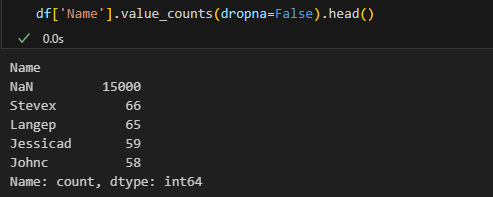 df['Name'].value_counts(dropna=False).head()
0.0s
Name
NaN 15000
Stevex 66
Langep 65
Jessicad 59
Johnc 58
Name: count, dtype: int64